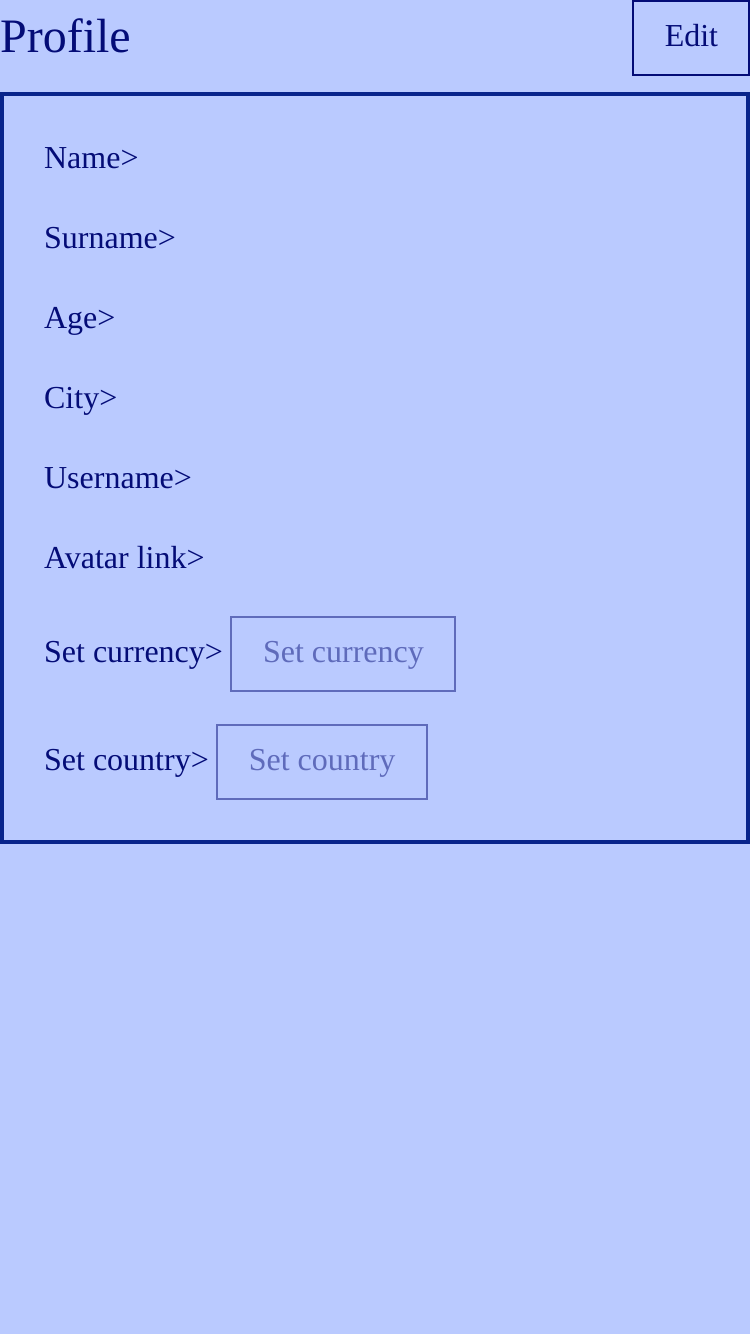 Profile
Edit
Name>
Surname>
Age>
City>
Username>
Avatar link>
Set currency> Set currency
Set country> Set country